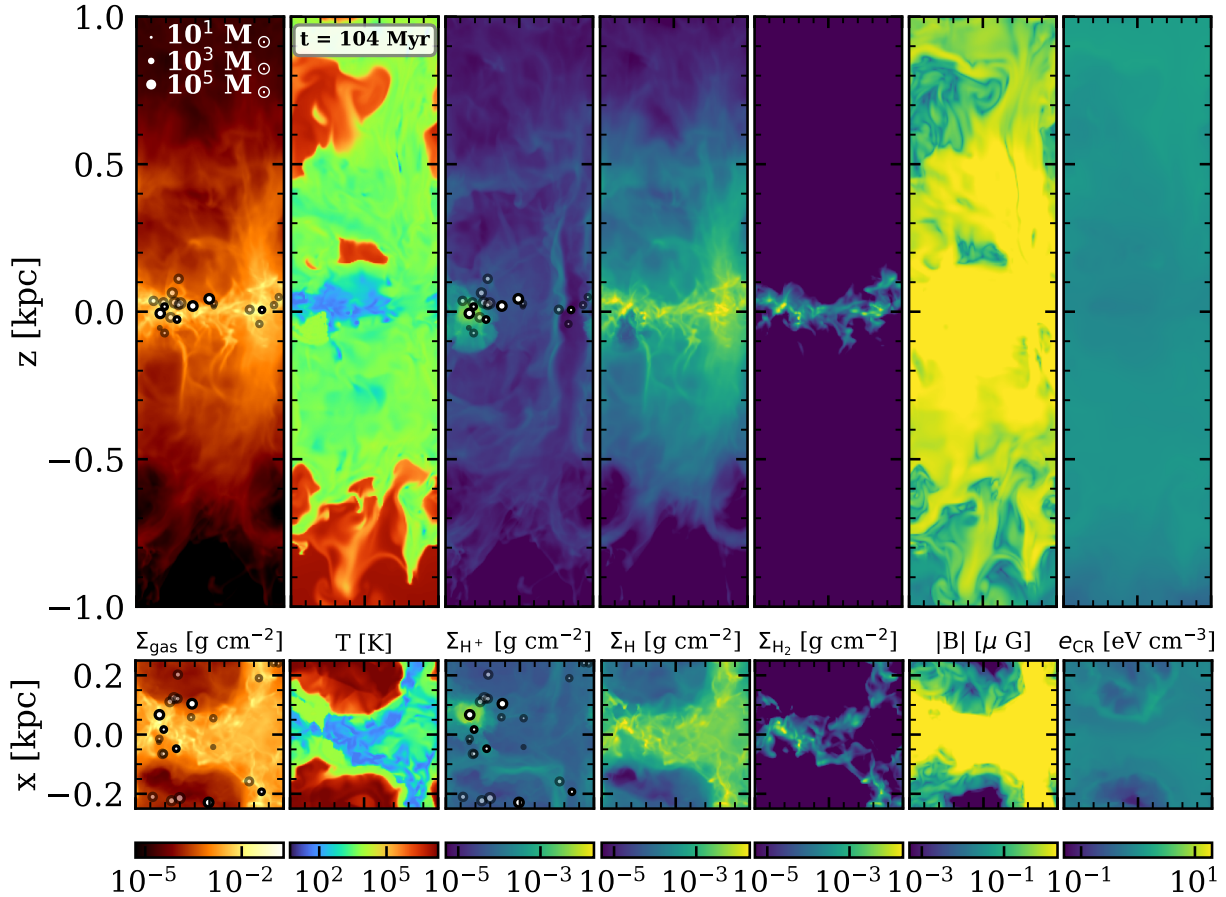 10¹ M⊙
10³ M⊙
10⁵ M⊙
t = 104 Myr
1.0
0.5
0.0
−0.5
−1.0
z [kpc]
Σgas [g cm⁻²]
T [K]
ΣH⁺ [g cm⁻²]
ΣH [g cm⁻²]
ΣH₂ [g cm⁻²]
|B| [μ G]
eCR [eV cm⁻³]
0.2
0.0
−0.2
x [kpc]
10⁻⁵ 10⁻²
10² 10⁵
10⁻⁵ 10⁻³
10⁻⁵ 10⁻³
10⁻⁵ 10⁻³
10⁻³ 10⁻¹
10⁻¹ 10¹